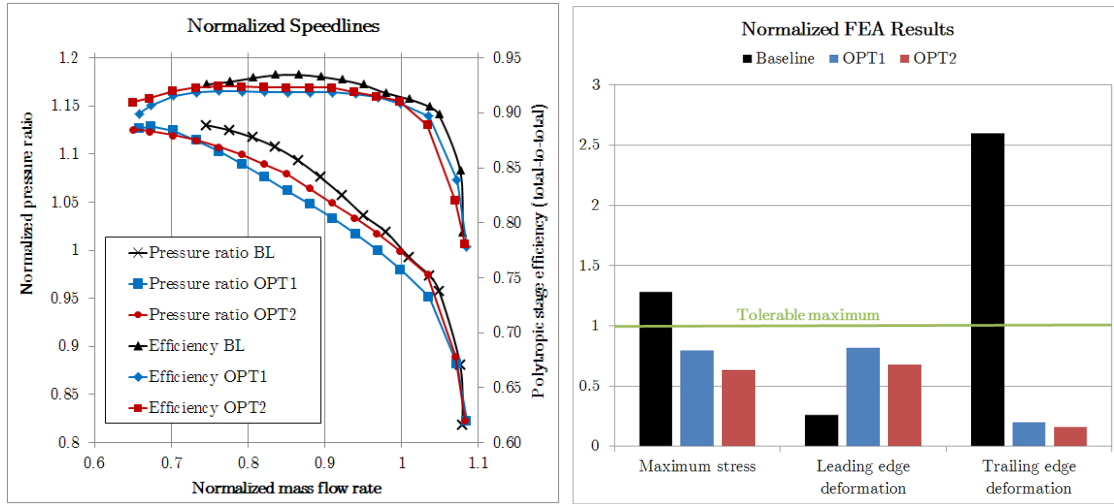 Normalized Speedlines
1.2
1.15
1.1
1.05
1
0.95
0.9
0.85
0.8
Normalized pressure ratio
0.95
0.90
0.85
0.80
0.75
0.70
0.65
0.60
Polytropic stage efficiency (total-to-total)
Pressure ratio BL
Pressure ratio OPT1
Pressure ratio OPT2
Efficiency BL
Efficiency OPT1
Efficiency OPT2
0.6 0.7 0.8 0.9 1 1.1
Normalized mass flow rate
Normalized FEA Results
Baseline OPT1 OPT2
3
2.5
2
1.5
1
0.5
0
Tolerable maximum
Maximum stress Leading edge Trailing edge
deformation deformation